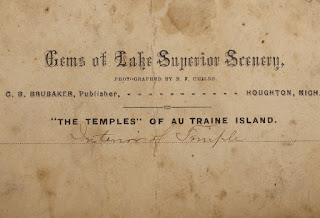 Gems of Lake Superior Scenery,
PHOTOGRAPHED BY B. F. CHILDS.
C. B. BRUBAKER, Publisher, - - - - - - - - - - - HOUGHTON, MICH.
"THE TEMPLES" OF AU TRAINE ISLAND.
Interior of Temple